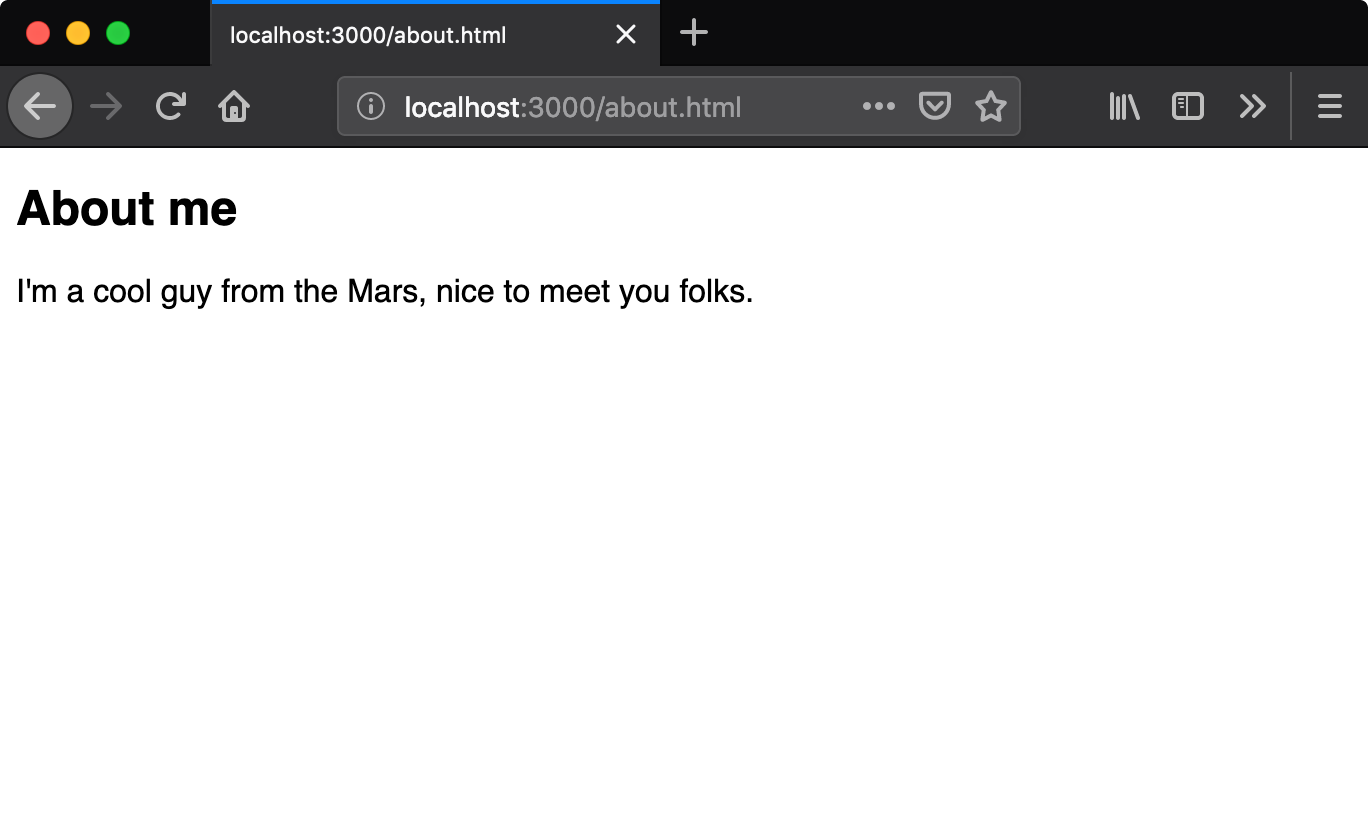 localhost:3000/about.html
localhost:3000/about.html
About me
I'm a cool guy from the Mars, nice to meet you folks.